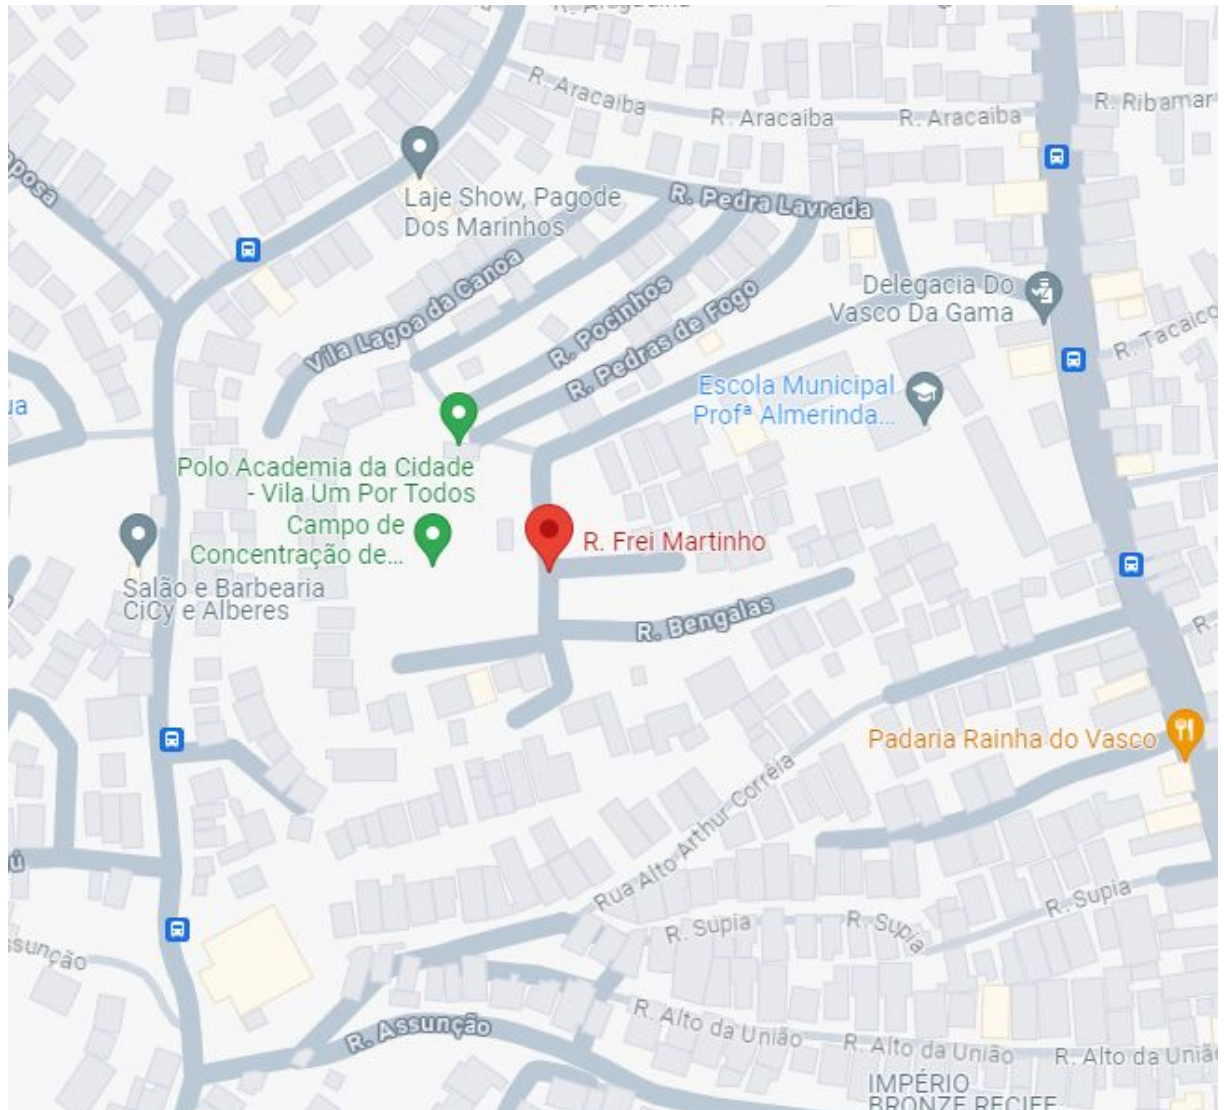 R. Aracaiba
R. Aracaiba
R. Aracaiba
R. Ribamar
Laje Show, Pagode
Dos Marinhos
R. Pedra Lavrada
Vila Lagoa da Canoa
R. Pocinhos
R. Pedras de Fogo
Delegacia Do
Vasco Da Gama
R. Tacaico
Escola Municipal
Profª Almerinda...
Polo Academia da Cidade
- Vila Um Por Todos
Campo de
Concentração de...
R. Frei Martinho
Salão e Barbearia
CiCy e Alberes
R. Bengalas
R.
Padaria Rainha do Vasco
Rua Alto Arthur Corrêia
R. Supia
R. Supia
R. Supia
ssunção
R. Assunção
R. Alto da União
R. Alto da União
R. Alto da Uniã
IMPÉRIO
BRONZE RECIFE